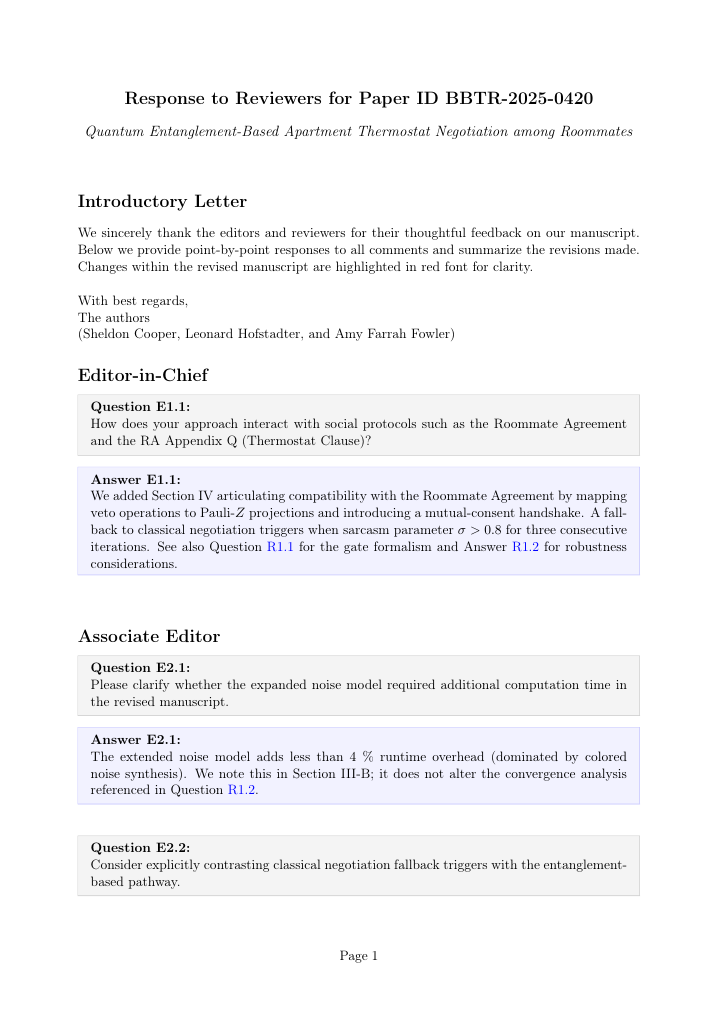 Response to Reviewers for Paper ID BBTR-2025-0420
Quantum Entanglement-Based Apartment Thermostat Negotiation among Roommates
Introductory Letter
We sincerely thank the editors and reviewers for their thoughtful feedback on our manuscript.
Below we provide point-by-point responses to all comments and summarize the revisions made.
Changes within the revised manuscript are highlighted in red font for clarity.
With best regards,
The authors
(Sheldon Cooper, Leonard Hofstadter, and Amy Farrah Fowler)
Editor-in-Chief
Question E1.1:
How does your approach interact with social protocols such as the Roommate Agreement
and the RA Appendix Q (Thermostat Clause)?
Answer E1.1:
We added Section IV articulating compatibility with the Roommate Agreement by mapping
veto operations to Pauli-Z projections and introducing a mutual-consent handshake. A fall-
back to classical negotiation triggers when sarcasm parameter σ > 0.8 for three consecutive
iterations. See also Question R1.1 for the gate formalism and Answer R1.2 for robustness
considerations.
Associate Editor
Question E2.1:
Please clarify whether the expanded noise model required additional computation time in
the revised manuscript.
Answer E2.1:
The extended noise model adds less than 4 % runtime overhead (dominated by colored
noise synthesis). We note this in Section III-B; it does not alter the convergence analysis
referenced in Question R1.2.
Question E2.2:
Consider explicitly contrasting classical negotiation fallback triggers with the entanglement-
based pathway.
Page 1